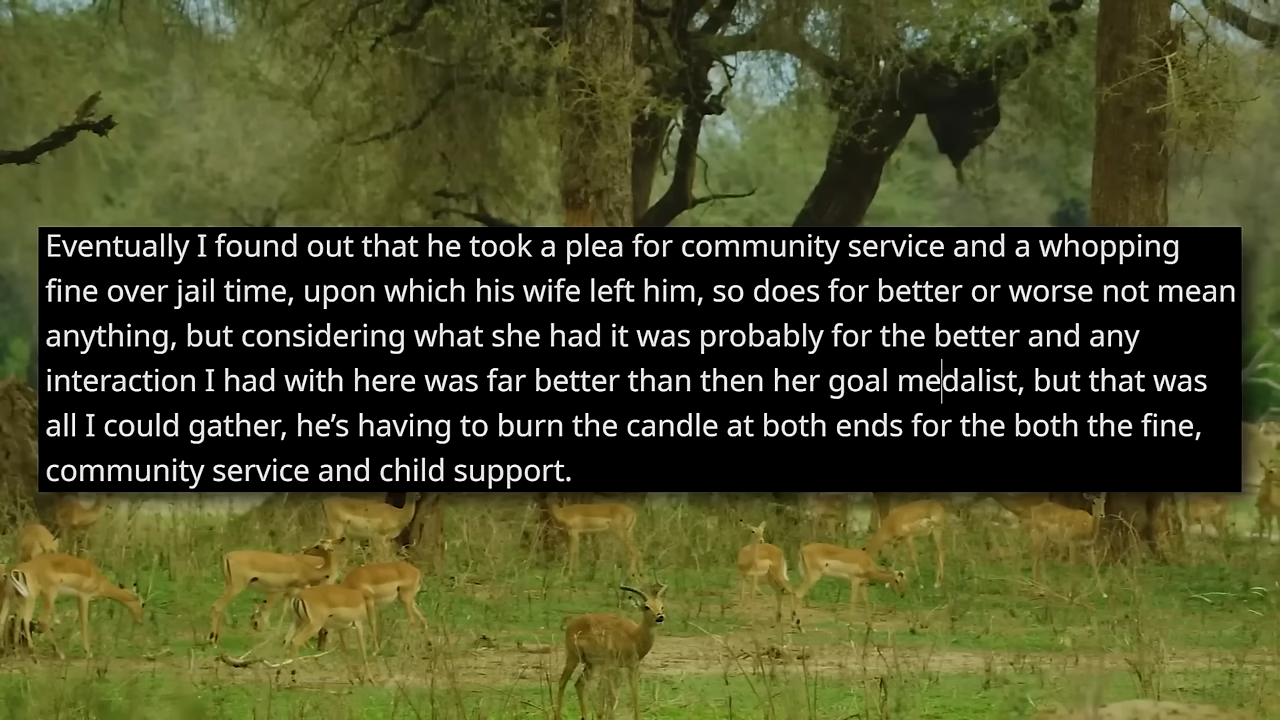 Eventually I found out that he took a plea for community service and a whopping
fine over jail time, upon which his wife left him, so does for better or worse not mean
anything, but considering what she had it was probably for the better and any
interaction I had with here was far better than then her goal medalist, but that was
all I could gather, he’s having to burn the candle at both ends for the both the fine,
community service and child support.